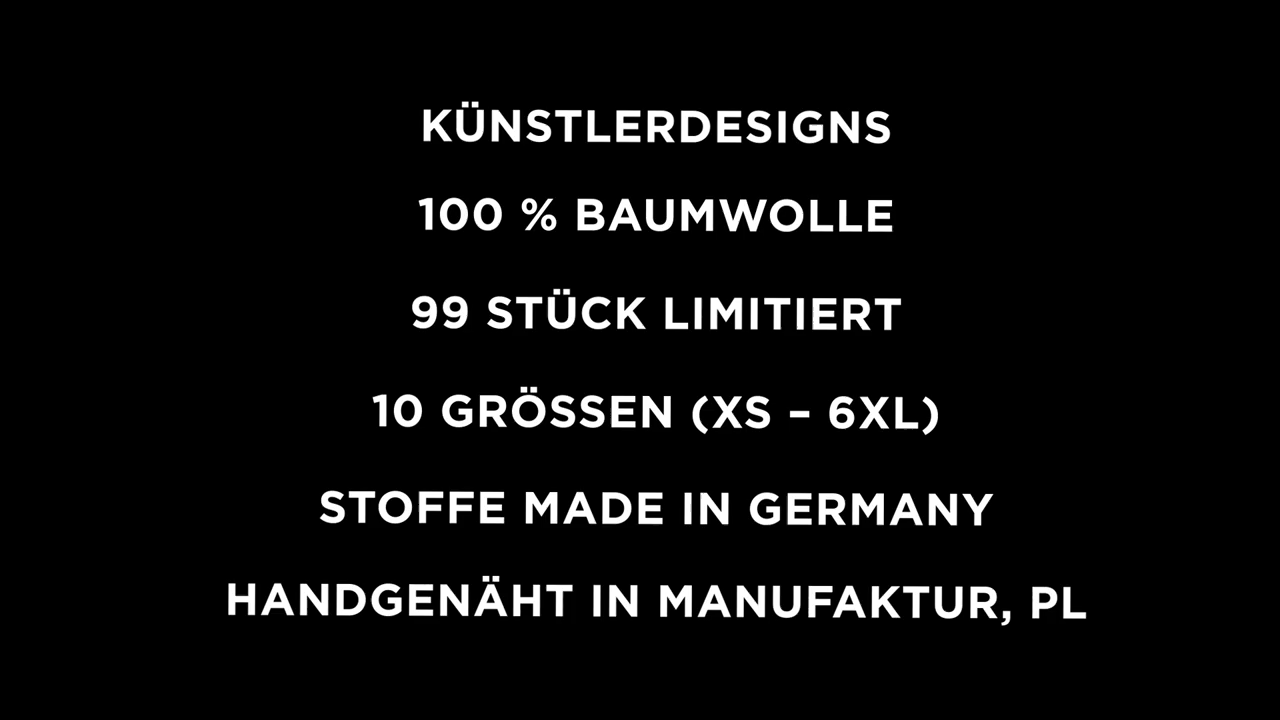 KÜNSTLERDESIGNS
100 % BAUMWOLLE
99 STÜCK LIMITIERT
10 GRÖSSEN (XS – 6XL)
STOFFE MADE IN GERMANY
HANDGENÄHT IN MANUFAKTUR, PL